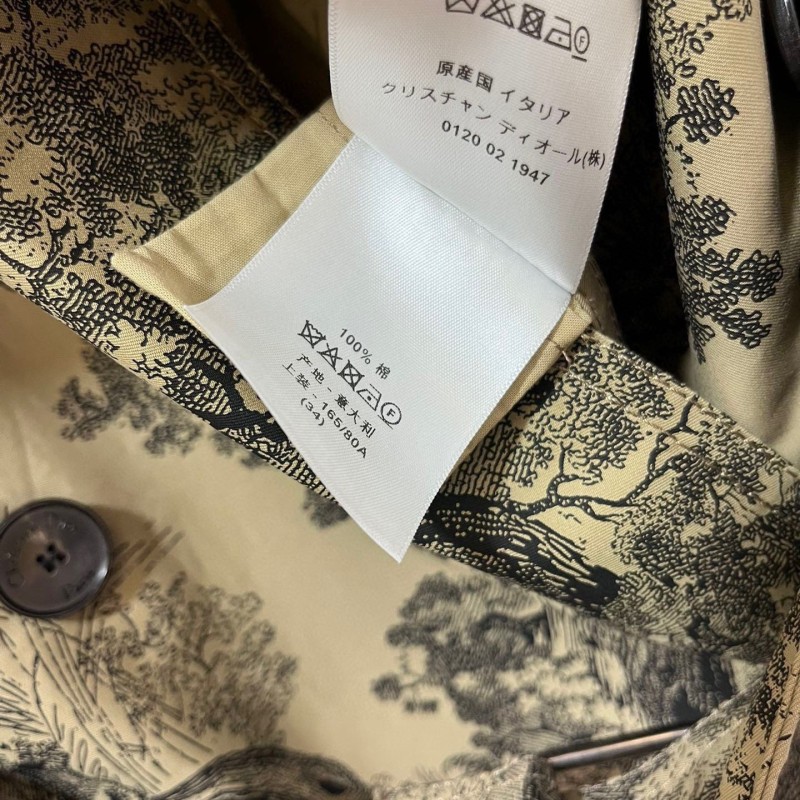 原産国 イタリア
クリスチャン ディオール(株)
0120 02 1947
100% 棉
产地 - 意大利
上装 - 165/80A
(34)